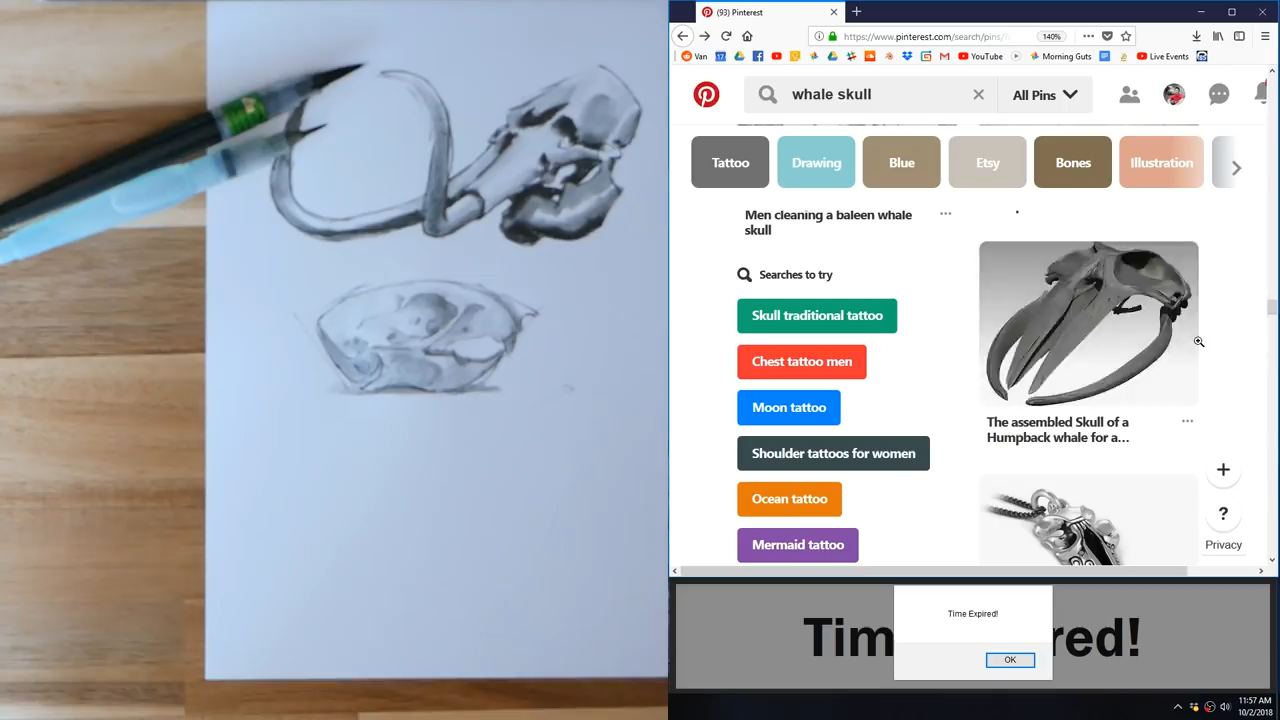 (93) Pinterest
https://www.pinterest.com/search/pins/
140%
Van
17
YouTube
Morning Guts
Live Events
whale skull
All Pins
Tattoo
Drawing
Blue
Etsy
Bones
Illustration
Men cleaning a baleen whale
skull
Searches to try
Skull traditional tattoo
Chest tattoo men
Moon tattoo
Shoulder tattoos for women
Ocean tattoo
Mermaid tattoo
The assembled Skull of a
Humpback whale for a...
?
Privacy
Time Expired!
OK
11:57 AM
10/2/2018